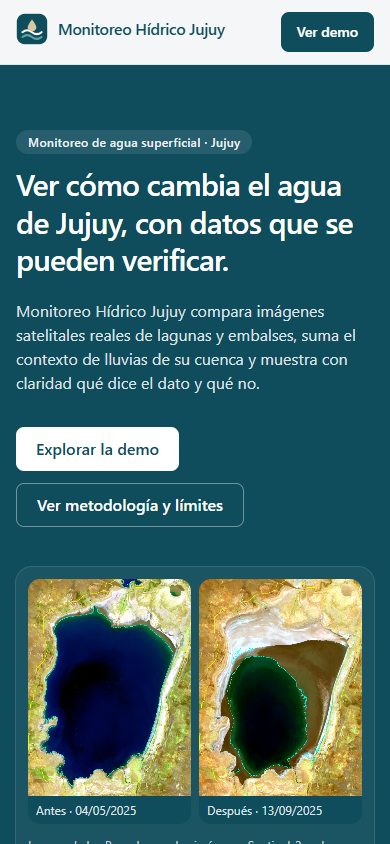 Monitoreo Hídrico Jujuy
Ver demo
Monitoreo de agua superficial · Jujuy
Ver cómo cambia el agua
de Jujuy, con datos que se
pueden verificar.
Monitoreo Hídrico Jujuy compara imágenes
satelitales reales de lagunas y embalses, suma el
contexto de lluvias de su cuenca y muestra con
claridad qué dice el dato y qué no.
Explorar la demo
Ver metodología y límites
Antes · 04/05/2025
Después · 13/09/2025